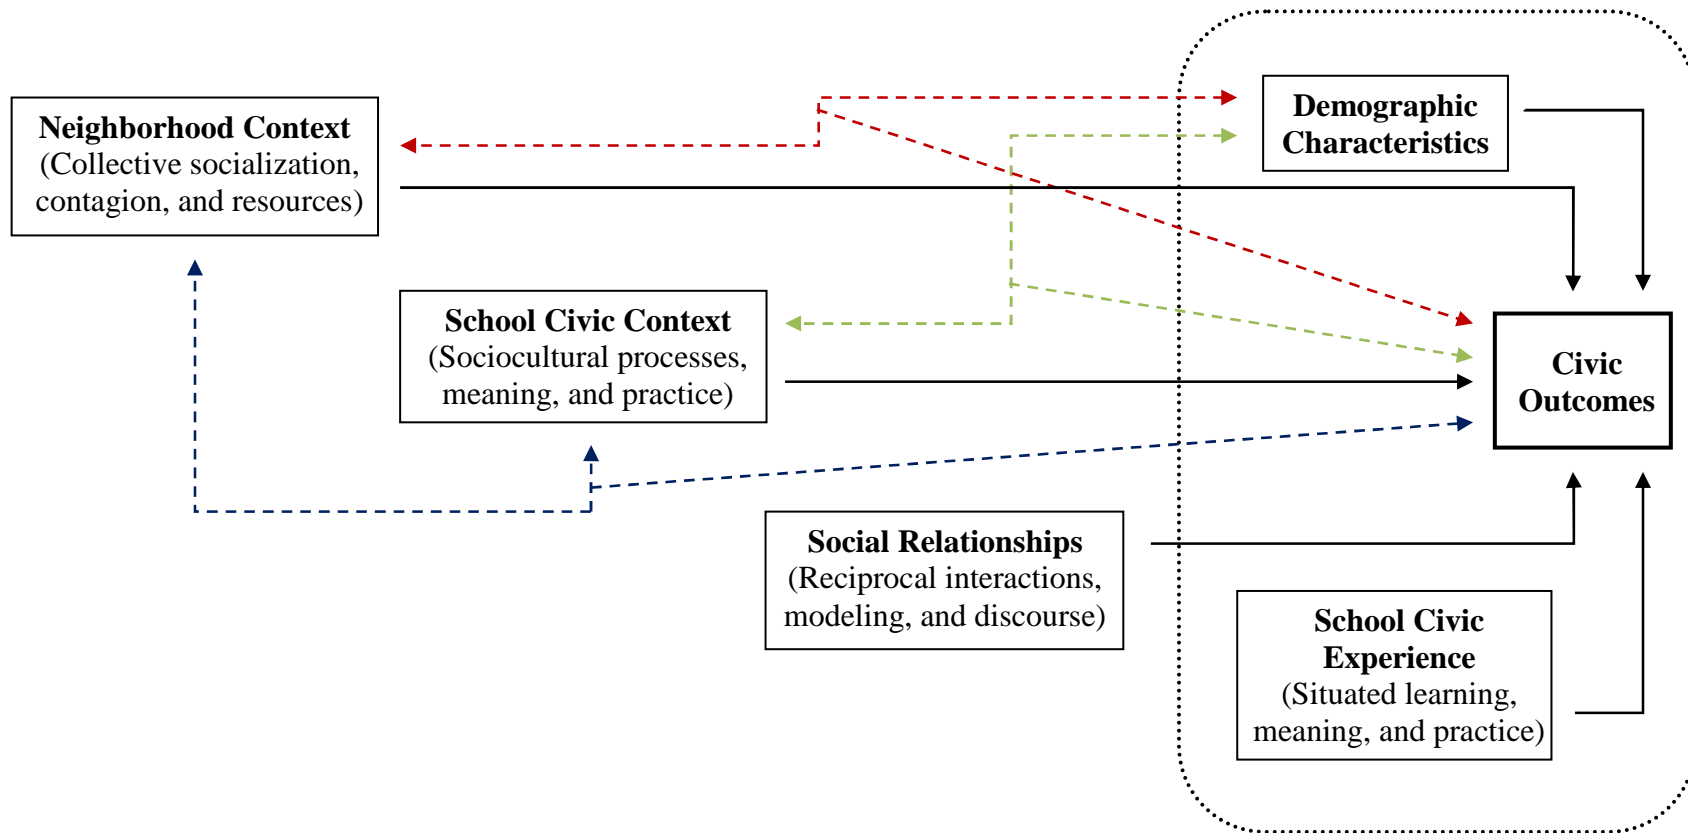 Neighborhood Context
(Collective socialization,
contagion, and resources)
Demographic
Characteristics
School Civic Context
(Sociocultural processes,
meaning, and practice)
Civic
Outcomes
Social Relationships
(Reciprocal interactions,
modeling, and discourse)
School Civic
Experience
(Situated learning,
meaning, and practice)